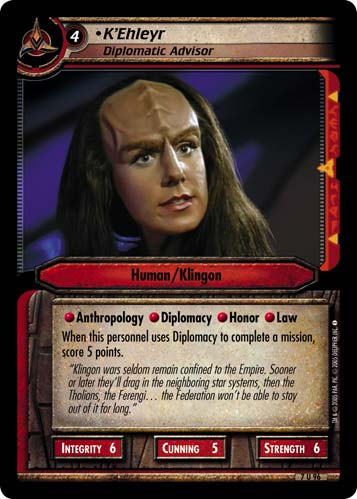 4
•K'Ehleyr
Diplomatic Advisor
Human/Klingon
•Anthropology •Diplomacy •Honor •Law
When this personnel uses Diplomacy to complete a mission,
score 5 points.
"Klingon wars seldom remain confined to the Empire. Sooner
or later they'll drag in the neighboring star systems, then the
Tholians, the Ferengi... the Federation won't be able to stay
out of it for long."
INTEGRITY 6 CUNNING 5 STRENGTH 6
7 U 96